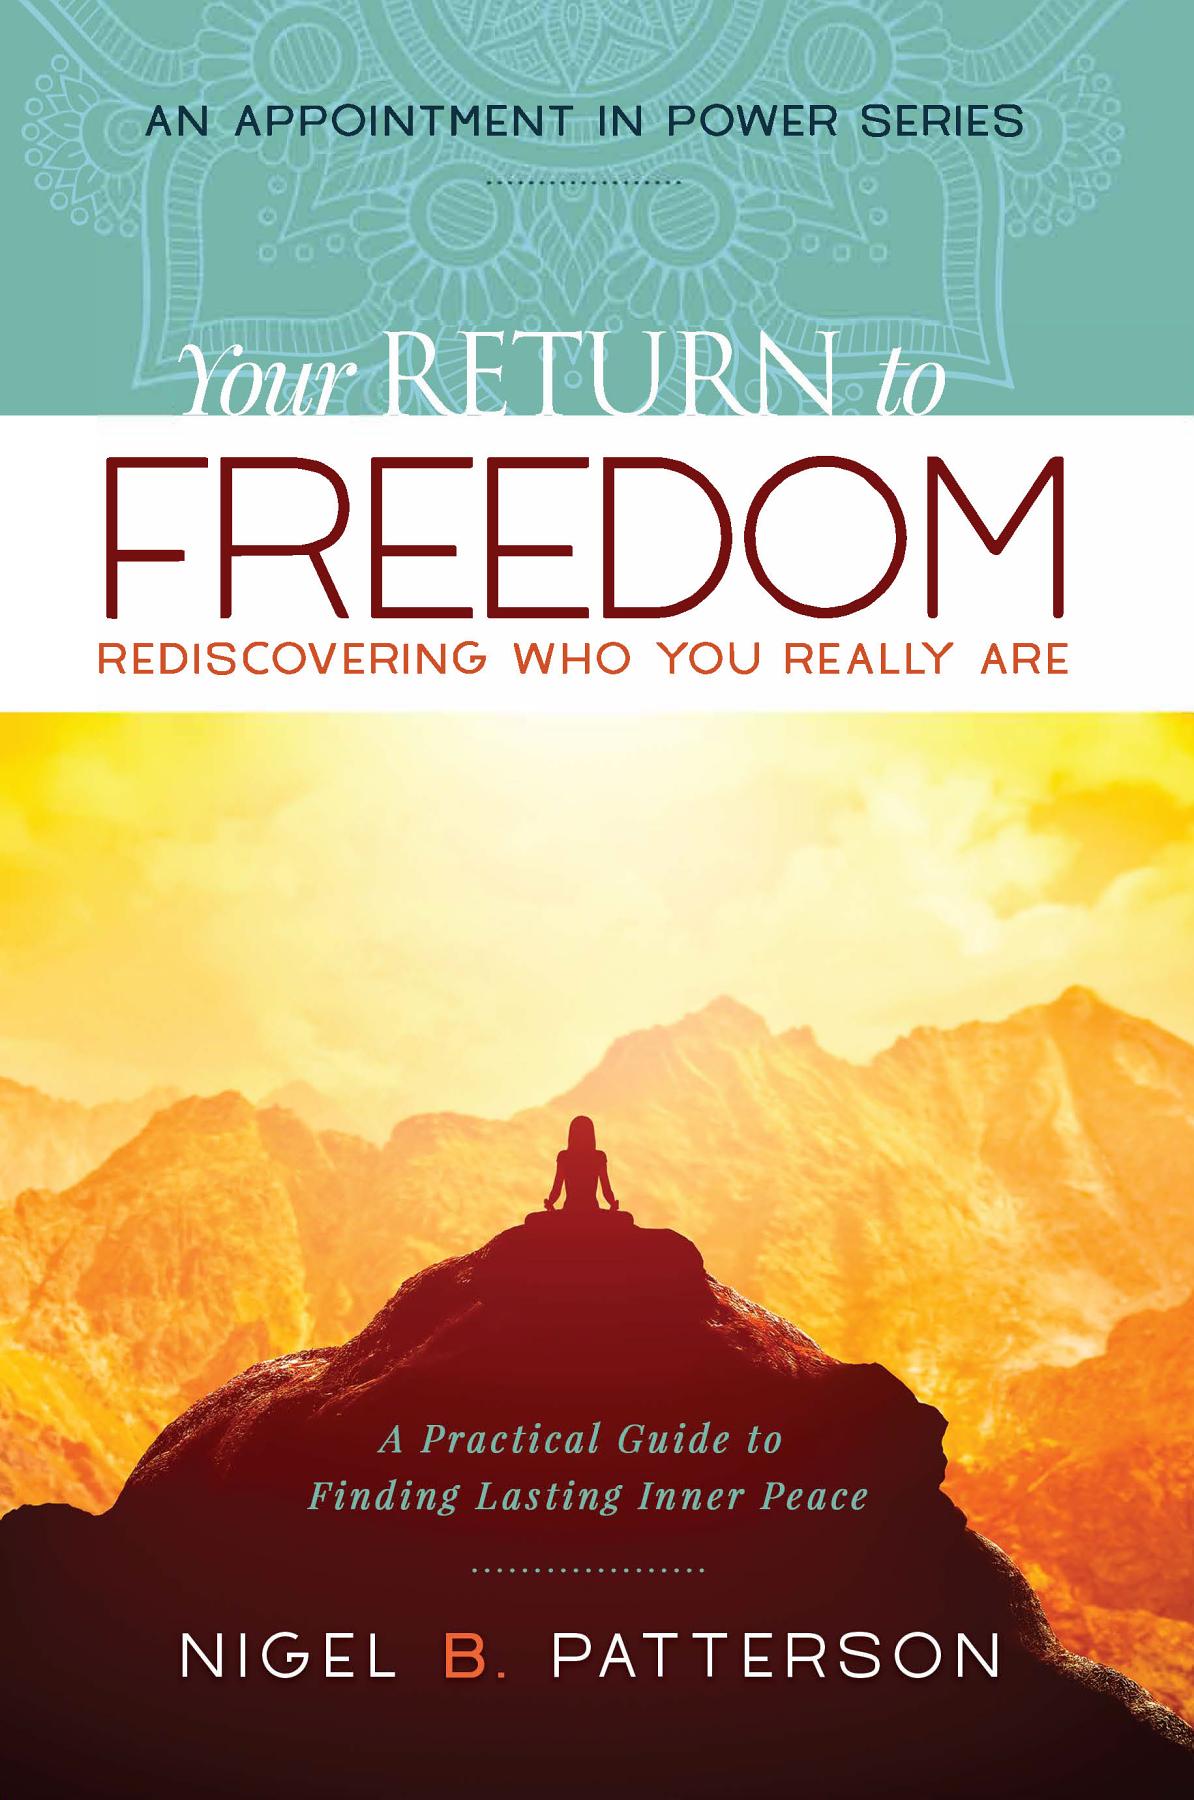 AN APPOINTMENT IN POWER SERIES
Your RETURN to
FREEDOM
REDISCOVERING WHO YOU REALLY ARE
A Practical Guide to
Finding Lasting Inner Peace
NIGEL B. PATTERSON